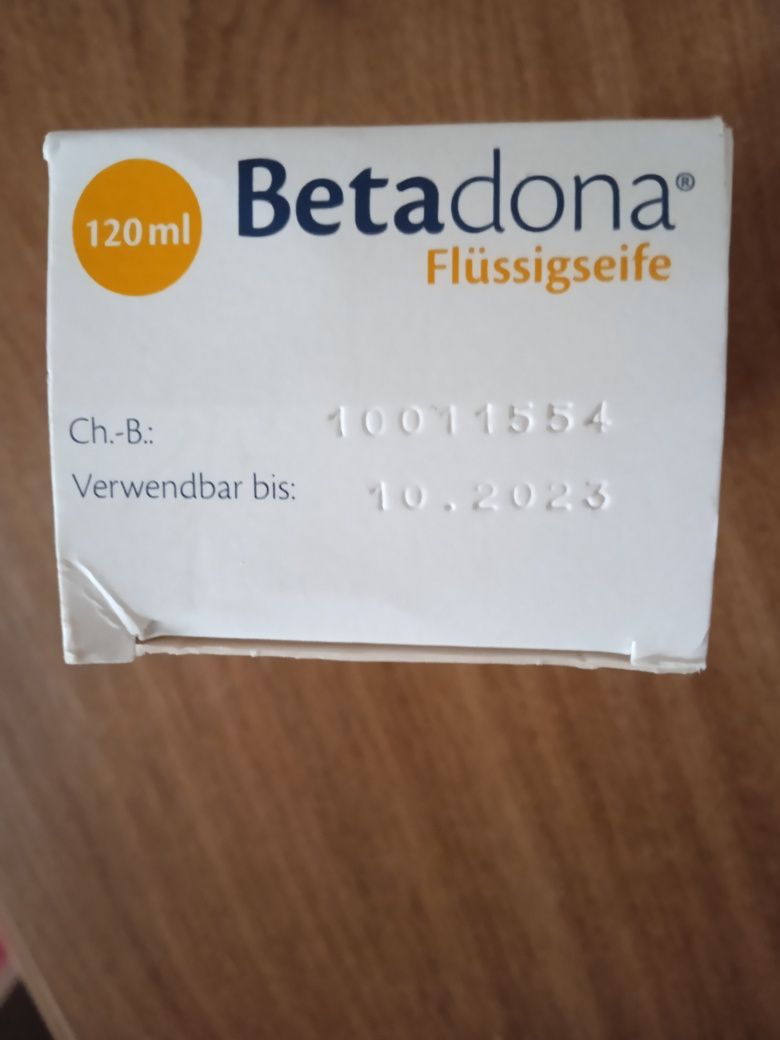 120 ml
Betadona®
Flüssigseife
Ch.-B.: 10011554
Verwendbar bis: 10.2023